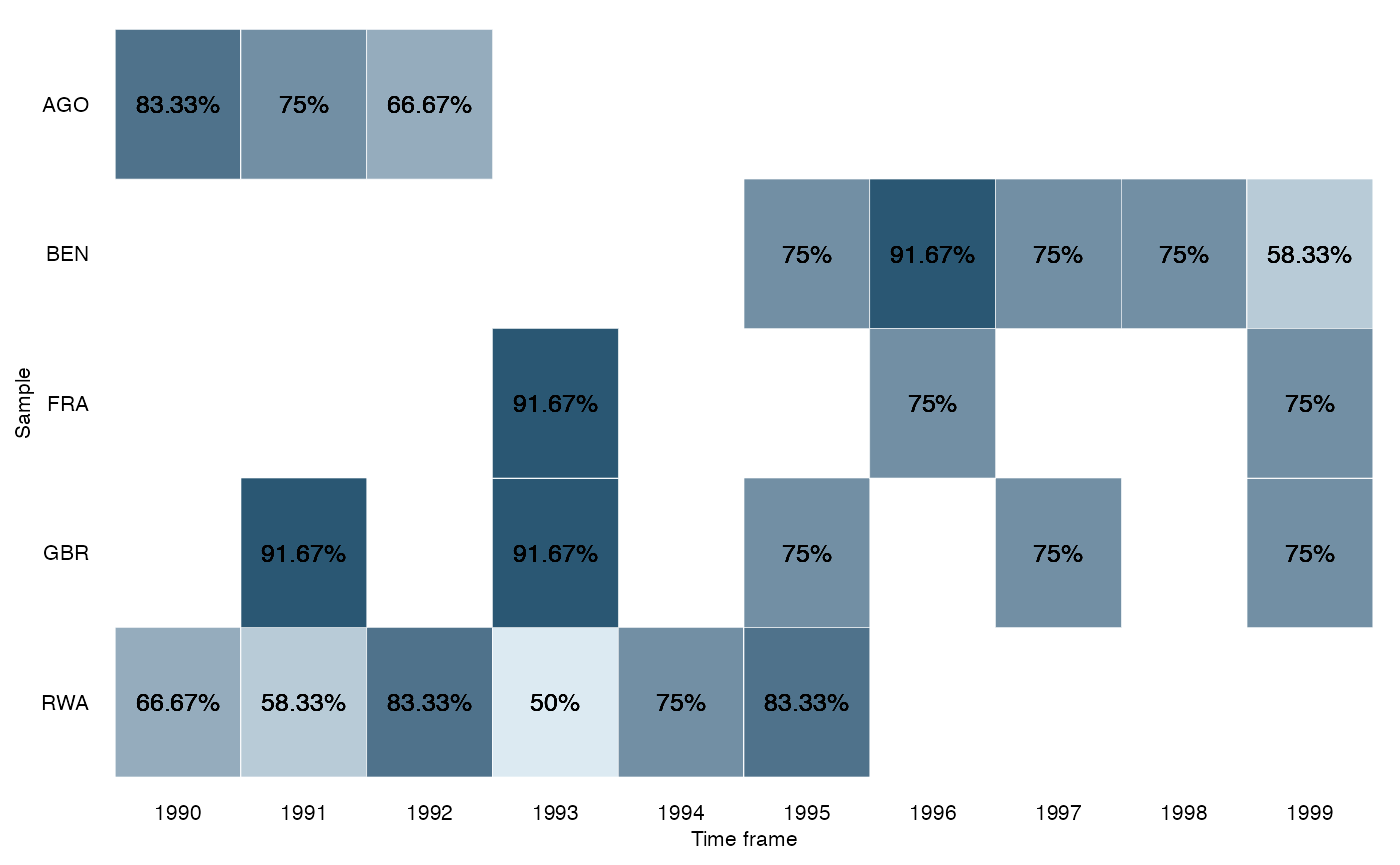 AGO 83.33% 75% 66.67%
BEN 75% 91.67% 75% 75% 58.33%
Sample
FRA 91.67% 75% 75%
GBR 91.67% 91.67% 75% 75% 75%
RWA 66.67% 58.33% 83.33% 50% 75% 83.33%
1990 1991 1992 1993 1994 1995 1996 1997 1998 1999
Time frame